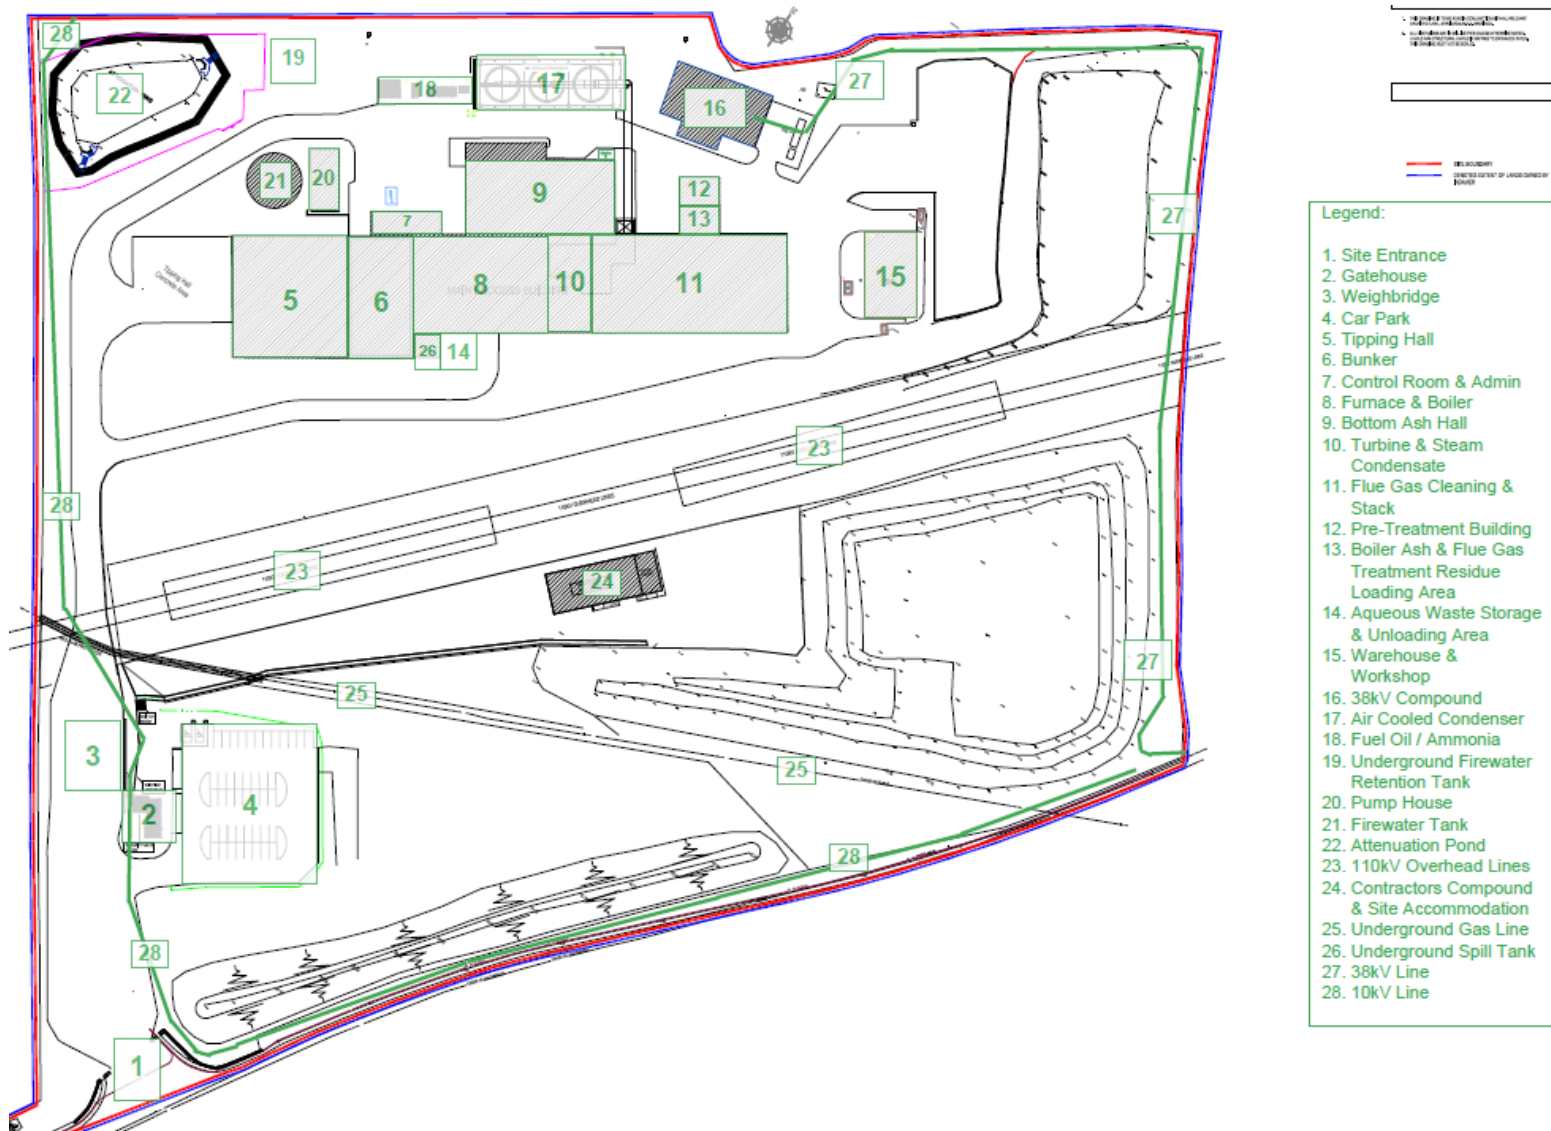 28
19
22
18
17
16
27
21
20
9
12
13
27
7
5
6
8
10
11
15
26
14
28
23
23
24
27
25
25
3
2
4
28
28
1
SITE BOUNDARY
Legend:
1. Site Entrance
2. Gatehouse
3. Weighbridge
4. Car Park
5. Tipping Hall
6. Bunker
7. Control Room & Admin
8. Furnace & Boiler
9. Bottom Ash Hall
10. Turbine & Steam
Condensate
11. Flue Gas Cleaning &
Stack
12. Pre-Treatment Building
13. Boiler Ash & Flue Gas
Treatment Residue
Loading Area
14. Aqueous Waste Storage
& Unloading Area
15. Warehouse &
Workshop
16. 38kV Compound
17. Air Cooled Condenser
18. Fuel Oil / Ammonia
19. Underground Firewater
Retention Tank
20. Pump House
21. Firewater Tank
22. Attenuation Pond
23. 110kV Overhead Lines
24. Contractors Compound
& Site Accommodation
25. Underground Gas Line
26. Underground Spill Tank
27. 38kV Line
28. 10kV Line